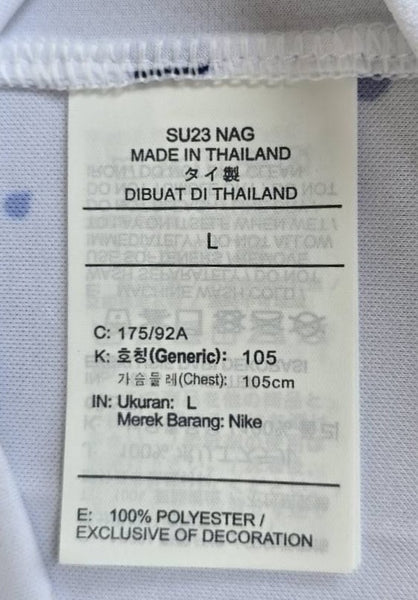 SU23 NAG
MADE IN THAILAND
タイ製
DIBUAT DI THAILAND
L
C: 175/92A
K: 호칭(Generic): 105
가슴둘레(Chest): 105cm
IN: Ukuran: L
Merek Barang: Nike
E: 100% POLYESTER /
EXCLUSIVE OF DECORATION